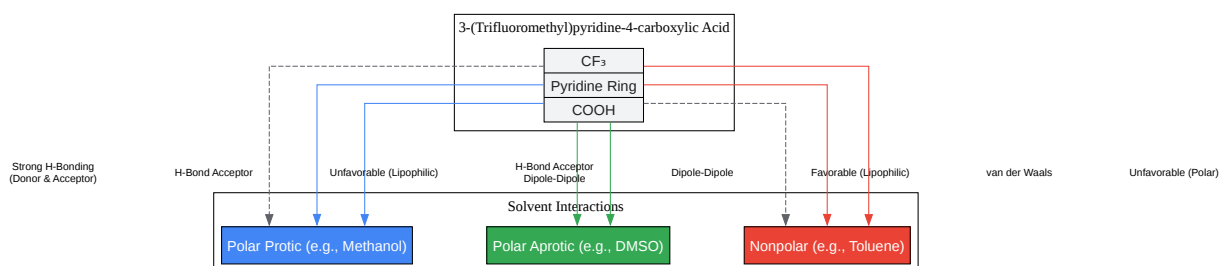 3-(Trifluoromethyl)pyridine-4-carboxylic Acid
CF₃
Pyridine Ring
COOH
Strong H-Bonding
(Donor & Acceptor)
H-Bond Acceptor
Unfavorable (Lipophilic)
H-Bond Acceptor
Dipole-Dipole
Dipole-Dipole
Favorable (Lipophilic)
van der Waals
Unfavorable (Polar)
Solvent Interactions
Polar Protic (e.g., Methanol)
Polar Aprotic (e.g., DMSO)
Nonpolar (e.g., Toluene)